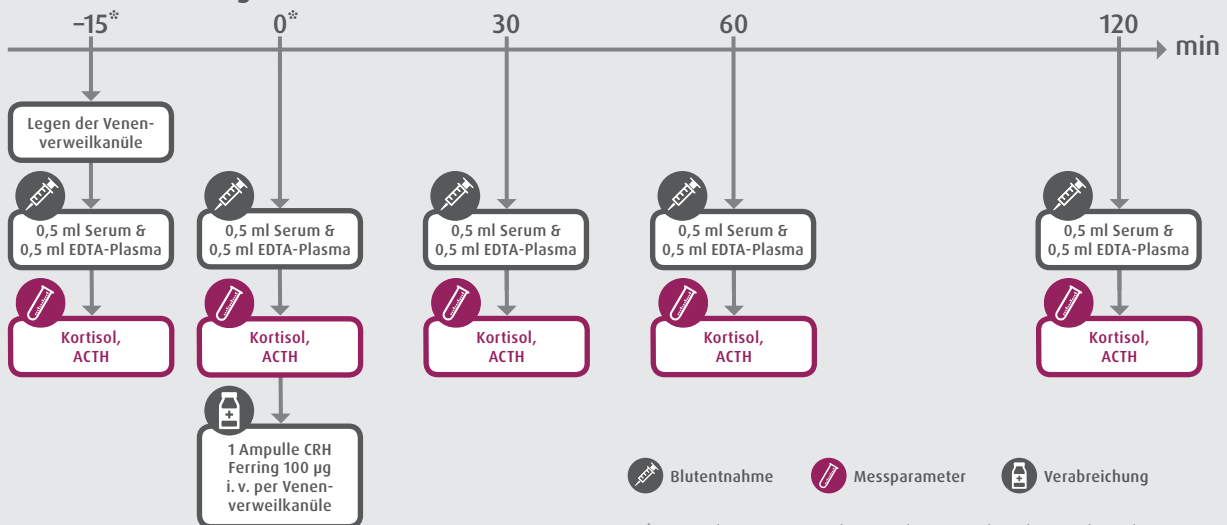 –15* 0* 30 60 120
min
Legen der Venen-
verweilkanüle
0,5 ml Serum &
0,5 ml EDTA-Plasma
0,5 ml Serum &
0,5 ml EDTA-Plasma
0,5 ml Serum &
0,5 ml EDTA-Plasma
0,5 ml Serum &
0,5 ml EDTA-Plasma
0,5 ml Serum &
0,5 ml EDTA-Plasma
Kortisol,
ACTH
Kortisol,
ACTH
Kortisol,
ACTH
Kortisol,
ACTH
Kortisol,
ACTH
1 Ampulle CRH
Ferring 100 µg
i. v. per Venen-
verweilkanüle
Blutentnahme Messparameter Verabreichung